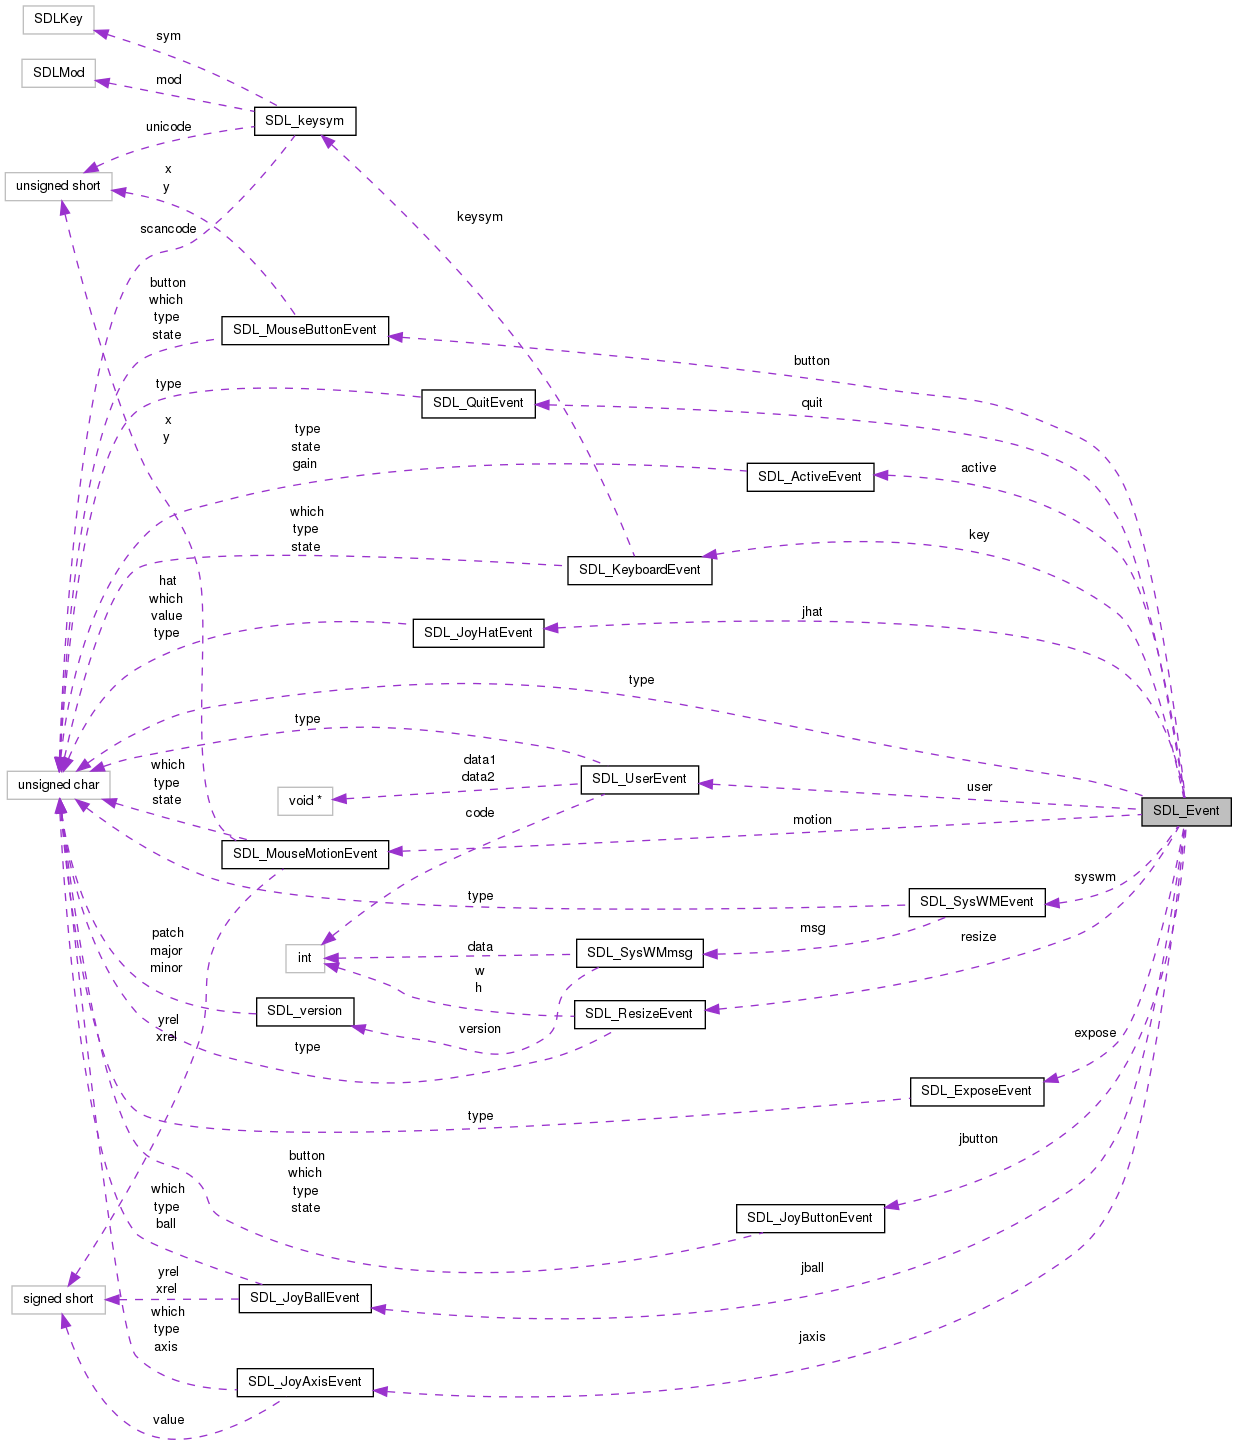 SDLKey
sym
SDLMod
mod
SDL_keysym
unicode
x
unsigned short
y
keysym
scancode
button
which
type
state
SDL_MouseButtonEvent
button
type
SDL_QuitEvent
quit
x
y
type
state
gain
SDL_ActiveEvent
active
which
type
state
key
SDL_KeyboardEvent
hat
which
value
type
jhat
SDL_JoyHatEvent
type
type
data1
data2
which
type
state
unsigned char
void *
SDL_UserEvent
user
SDL_Event
code
motion
SDL_MouseMotionEvent
syswm
type
SDL_SysWMEvent
msg
resize
patch
major
minor
data
int
SDL_SysWMmsg
w
h
SDL_version
SDL_ResizeEvent
yrel
xrel
version
type
expose
SDL_ExposeEvent
type
jbutton
button
which
type
state
which
type
ball
SDL_JoyButtonEvent
jball
yrel
xrel
signed short
SDL_JoyBallEvent
which
type
axis
jaxis
SDL_JoyAxisEvent
value